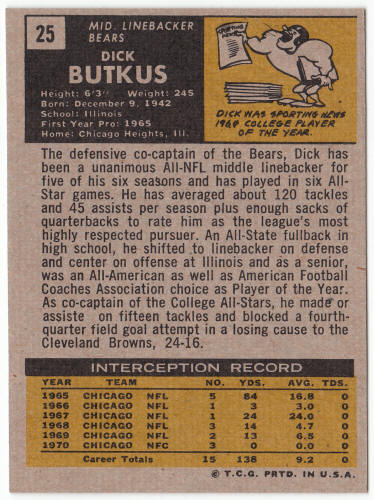 25
MID. LINEBACKER
BEARS
DICK
BUTKUS
Height: 6'3" Weight: 245
Born: December 9, 1942
School: Illinois
First Year Pro: 1965
Home: Chicago Heights, Ill.
DICK WAS SPORTING NEWS
1964 COLLEGE PLAYER
OF THE YEAR.
The defensive co-captain of the Bears, Dick has
been a unanimous All-NFL middle linebacker for
five of his six seasons and has played in six All-
Star games. He has averaged about 120 tackles
and 45 assists per season plus enough sacks of
quarterbacks to rate him as the league's most
highly respected pursuer. An All-State fullback
in high school, he shifted to linebacker on defense
and center on offense at Illinois and as a senior,
was an All-American as well as American Football
Coaches Association choice as Player of the Year.
As co-captain of the College All-Stars, he made or
assiste on fifteen tackles and blocked a fourth-
quarter field goal attempt in a losing cause to the
Cleveland Browns, 24-16.
INTERCEPTION RECORD
YEAR TEAM NO. YDS. AVG. TDS.
1965 CHICAGO NFL 5 84 16.8 0
1966 CHICAGO NFL 1 3 3.0 0
1967 CHICAGO NFL 1 24 24.0 0
1968 CHICAGO NFL 3 14 4.7 0
1969 CHICAGO NFL 2 13 6.5 0
1970 CHICAGO NFC 3 0 0 0
Career Totals 15 138 9.2 0
© T.C.G. PRTD. IN U.S.A.